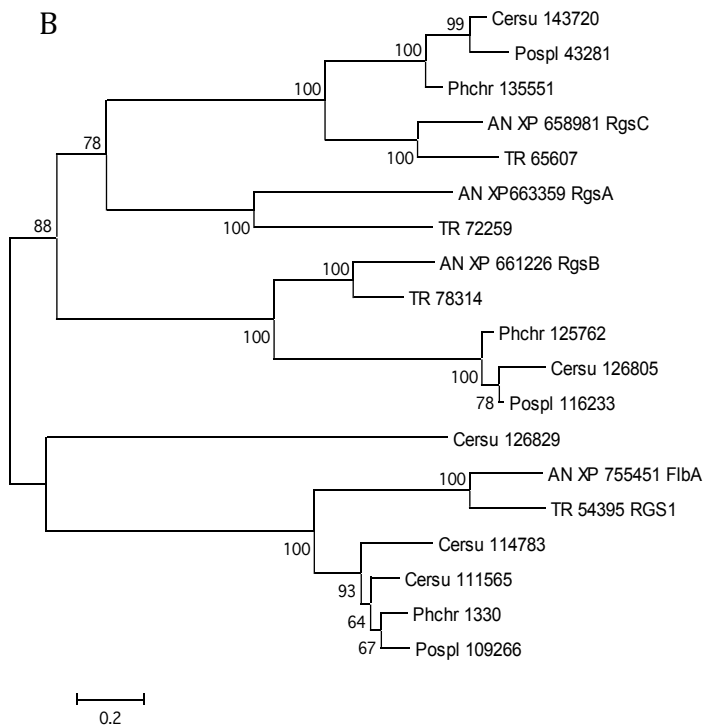 B
99
Cersu 143720
100
Pospl 43281
100
Phchr 135551
AN XP 658981 RgsC
78
100
TR 65607
AN XP663359 RgsA
88
100
TR 72259
100
AN XP 661226 RgsB
TR 78314
100
Phchr 125762
100
Cersu 126805
78
Pospl 116233
Cersu 126829
100
AN XP 755451 FlbA
TR 54395 RGS1
100
Cersu 114783
93
Cersu 111565
64
Phchr 1330
67
Pospl 109266
0.2